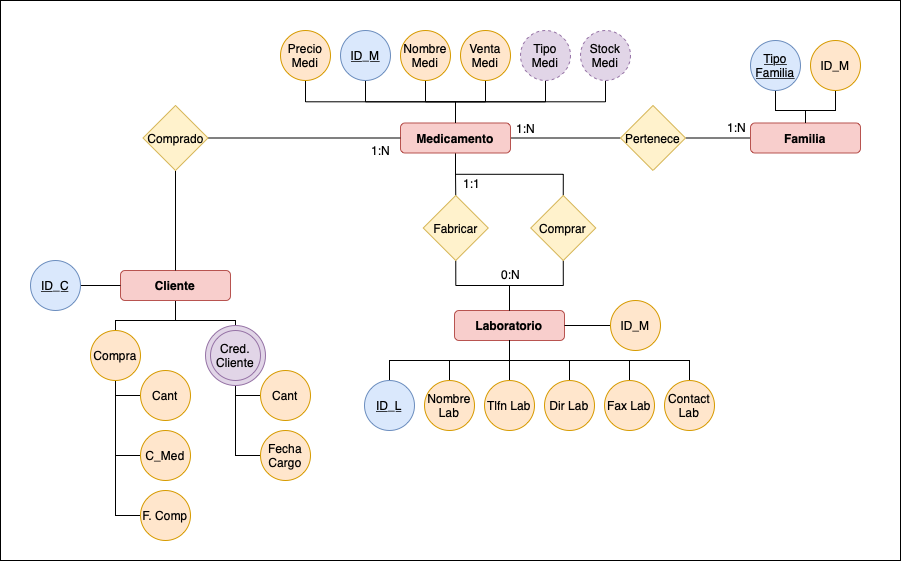 Precio
Medi
ID_M
Nombre
Medi
Venta
Medi
Tipo
Medi
Stock
Medi
Tipo
Familia
ID_M
Comprado
1:N
Medicamento
1:N
Pertenece
1:N
Familia
1:1
Fabricar
Comprar
0:N
ID_C
Cliente
Laboratorio
ID_M
Compra
Cred.
Cliente
Cant
C_Med
F. Comp
Cant
Fecha
Cargo
ID_L
Nombre
Lab
Tlfn Lab
Dir Lab
Fax Lab
Contact
Lab